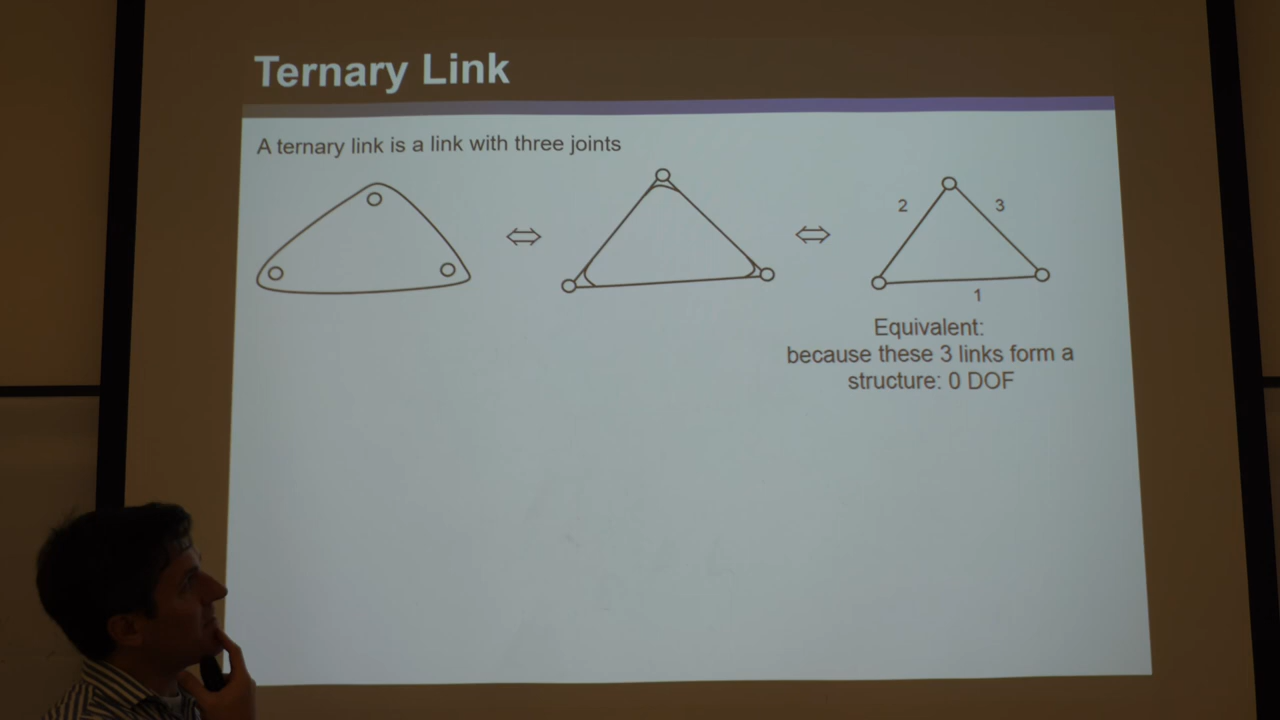 Ternary Link
A ternary link is a link with three joints
2
3
1
Equivalent:
because these 3 links form a
structure: 0 DOF